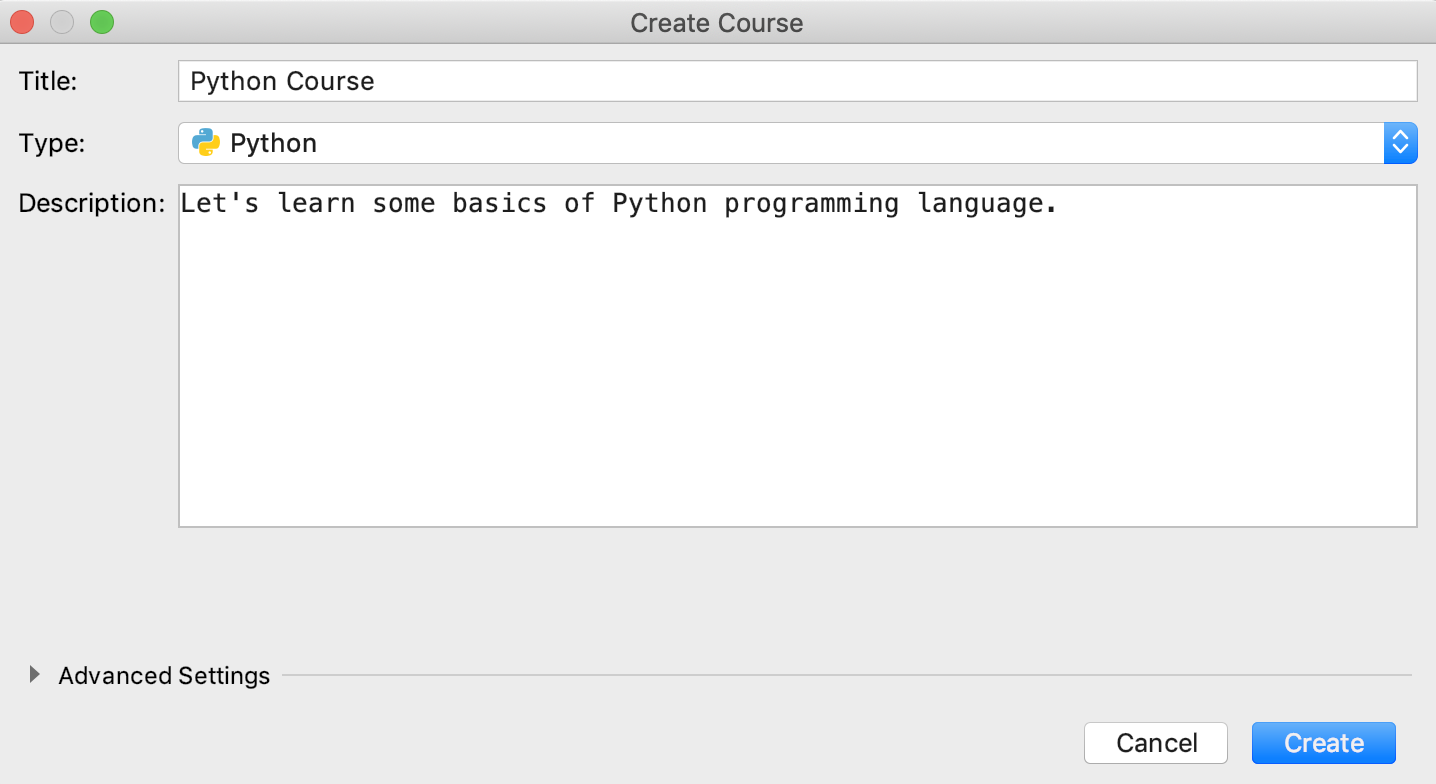 Create Course
Title: Python Course
Type: Python
Description: Let's learn some basics of Python programming language.
Advanced Settings
Cancel Create